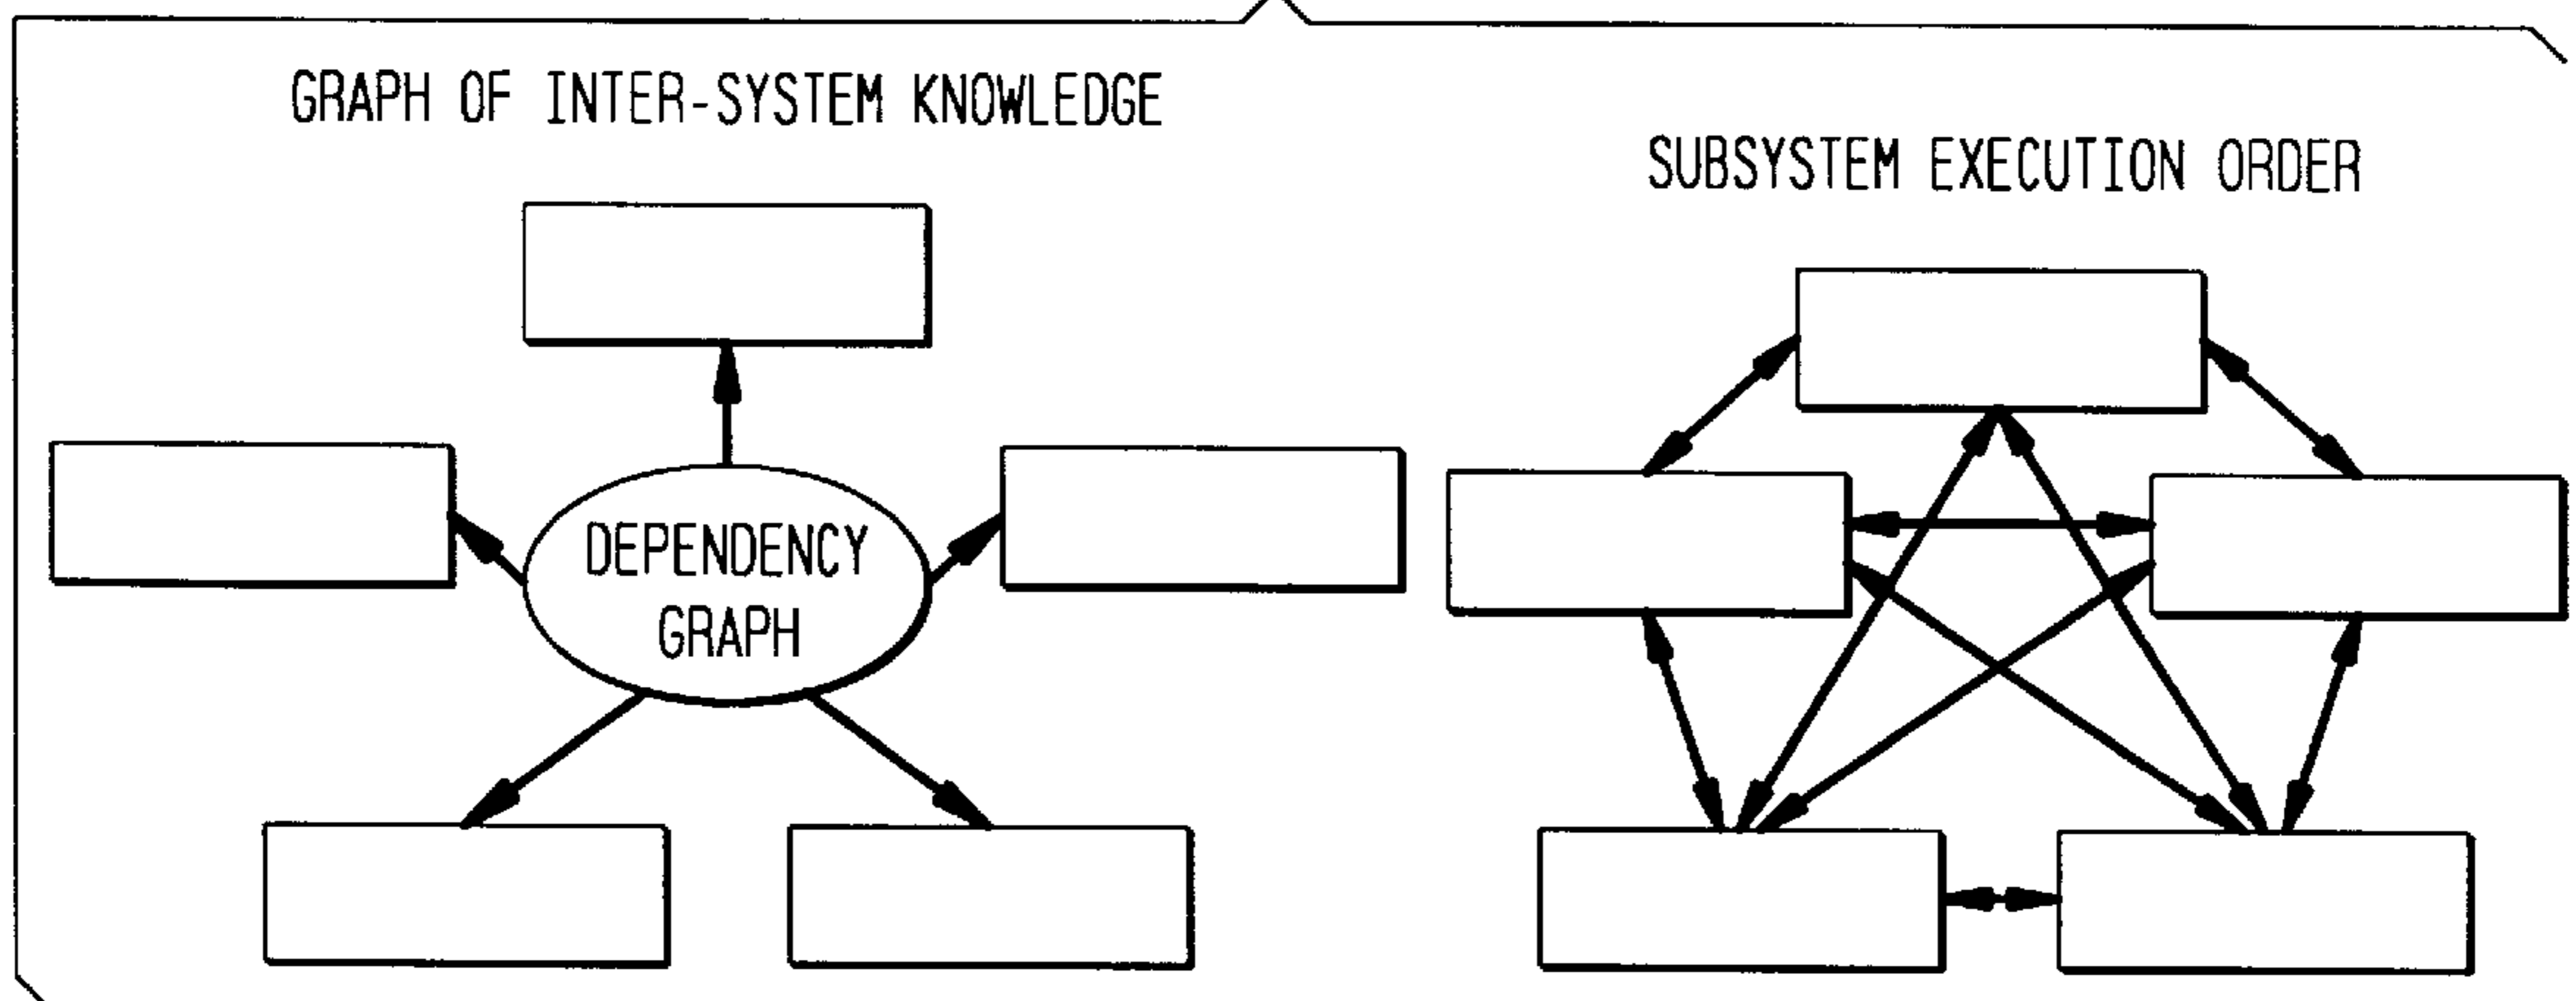 GRAPH OF INTER-SYSTEM KNOWLEDGE
SUBSYSTEM EXECUTION ORDER
DEPENDENCY
GRAPH